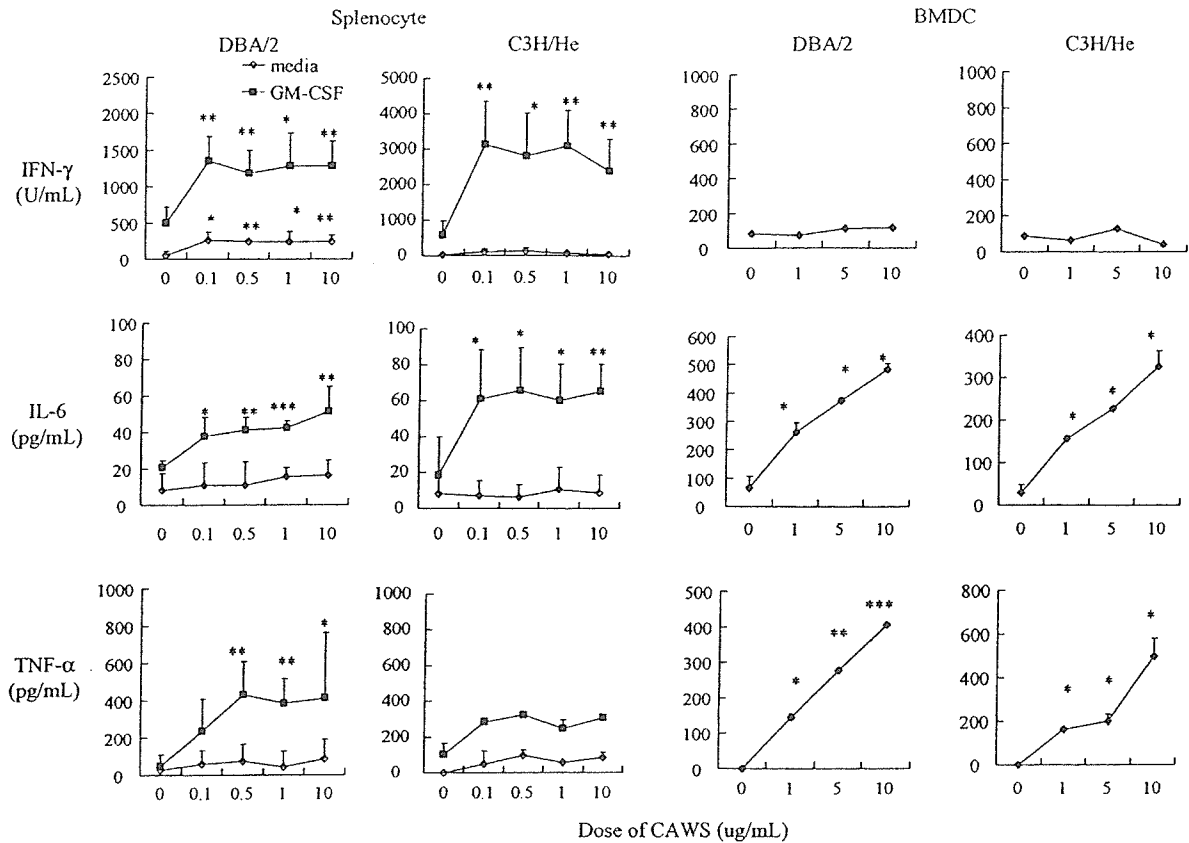 Splenocyte
BMDC
DBA/2
C3H/He
DBA/2
C3H/He
media
GM-CSF
IFN-γ
(U/mL)
2500
2000
1500
1000
500
0
** ** * **
* ** * **
0 0.1 0.5 1 10
5000
4000
3000
2000
1000
0
** * ** **
0 0.1 0.5 1 10
1000
800
600
400
200
0
0 1 5 10
1000
800
600
400
200
0
0 1 5 10
IL-6
(pg/mL)
100
80
60
40
20
0
* ** *** **
0 0.1 0.5 1 10
100
80
60
40
20
0
* * * **
0 0.1 0.5 1 10
600
500
400
300
200
100
0
* * *
0 1 5 10
400
300
200
100
0
* * *
0 1 5 10
TNF-α
(pg/mL)
1000
800
600
400
200
0
** ** *
0 0.1 0.5 1 10
1000
800
600
400
200
0
0 0.1 0.5 1 10
500
400
300
200
100
0
* ** ***
0 1 5 10
800
600
400
200
0
* * *
0 1 5 10
Dose of CAWS (ug/mL)